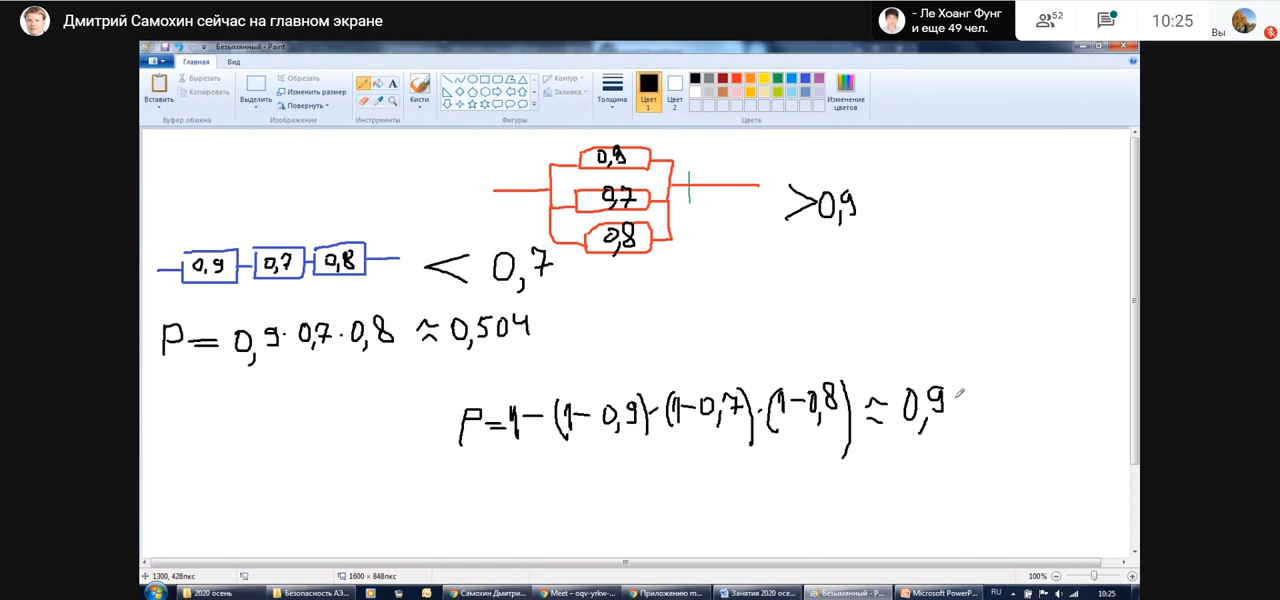 Дмитрий Самохин сейчас на главном экране
- Ле Хоанг Фунг
и еще 49 чел.
52
10:25
Вы
Безымянный - Paint
Главная
Вид
Вставить
Вырезать
Копировать
Буфер обмена
Выделить
Обрезать
Изменить размер
Повернуть
Изображение
Инструменты
Кисти
Фигуры
Контур
Заливка
Толщина
Цвет 1
Цвет 2
Изменение цветов
Цвета
0,9
0,7
0,8
>0,9
0,9
0,7
0,8
< 0,7
P= 0,9·0,7·0,8 ≈0,504
P=1-(1-0,9)·(1-0,7)·(1-0,8)≈0,9
1300, 428пкс
1600 × 848пкс
100%
2020 осень
Безопасность АЭ...
Самохин Дмитри...
Meet – oqv-yrkw-...
Приложению m...
Занятия 2020 осе...
Безымянный - P...
Microsoft PowerP...
RU
10:25